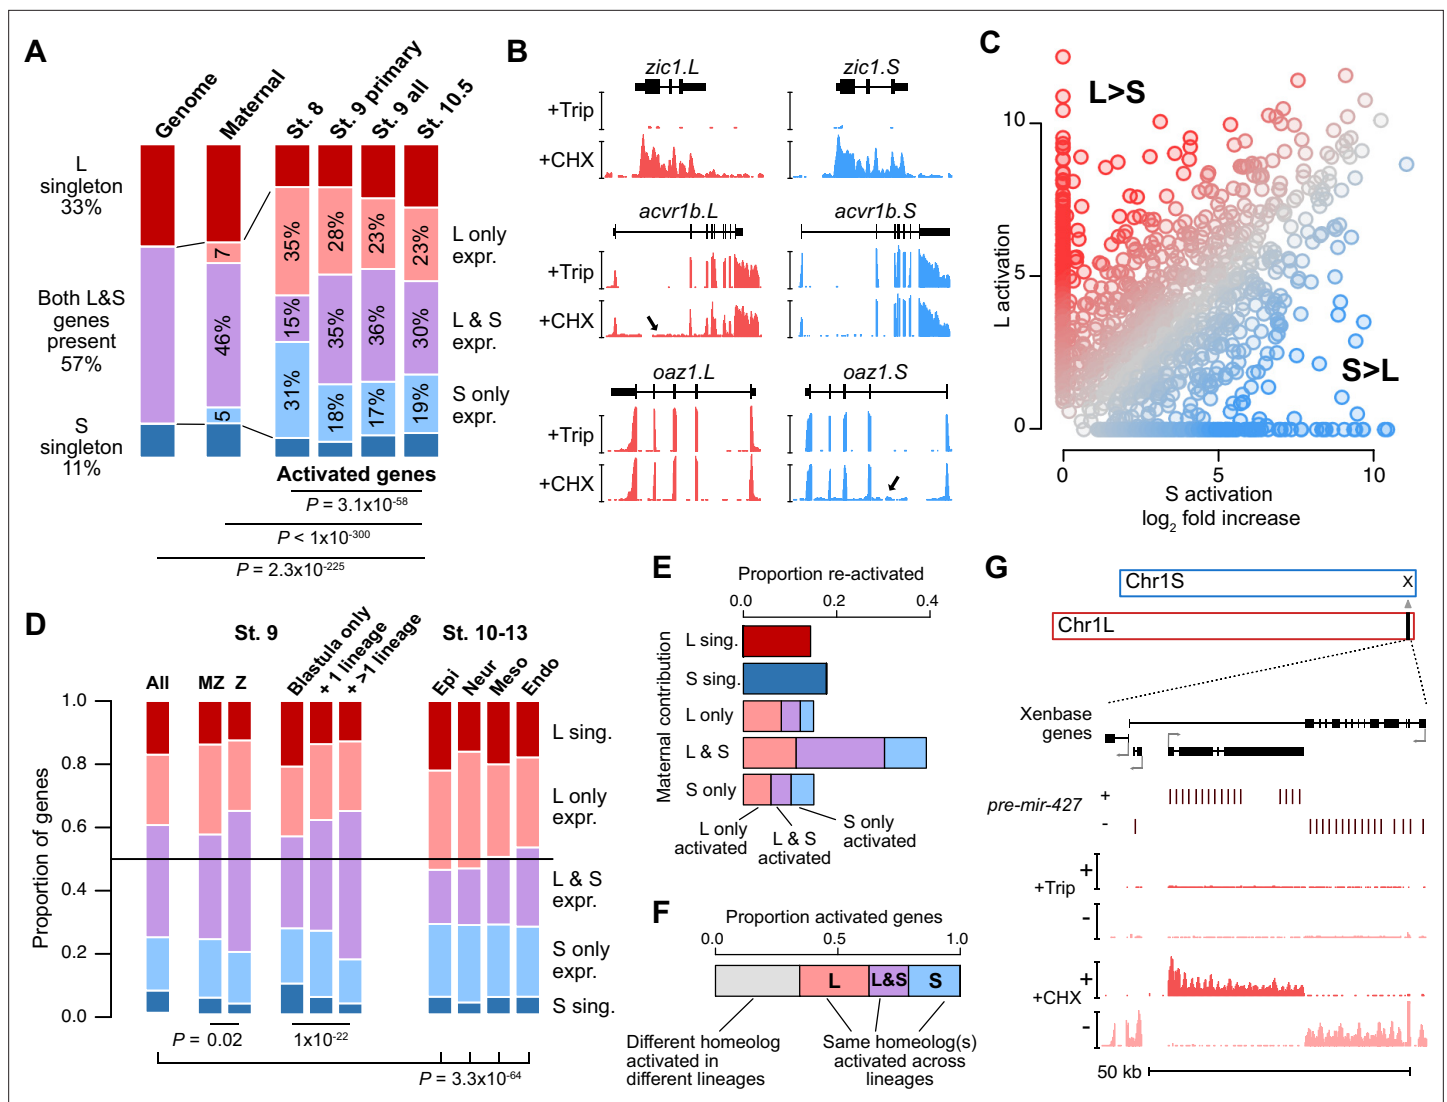 A
Genome
Maternal
St. 8
St. 9 primary
St. 9 all
St. 10.5
L
singleton
33%
Both L&S
genes
present
57%
S
singleton
11%
7
46%
5
35%
15%
31%
28%
35%
18%
23%
36%
17%
23%
30%
19%
L only
expr.
L & S
expr.
S only
expr.
Activated genes
P = 3.1x10-58
P < 1x10-300
P = 2.3x10-225
B
zic1.L
zic1.S
+Trip
+CHX
acvr1b.L
acvr1b.S
+Trip
+CHX
oaz1.L
oaz1.S
+Trip
+CHX
C
L>S
S>L
L activation
10
5
0
0
5
10
S activation
log2 fold increase
D
St. 9
St. 10-13
All
MZ
Z
Blastula only
+ 1 lineage
+ >1 lineage
Epi
Neur
Meso
Endo
Proportion of genes
1.0
0.8
0.6
0.4
0.2
0.0
L sing.
L only
expr.
L & S
expr.
S only
expr.
S sing.
P = 0.02
1x10-22
P = 3.3x10-64
E
Proportion re-activated
0.0
0.2
0.4
Maternal contribution
L sing.
S sing.
L only
L & S
S only
L only
activated
L & S
activated
S only
activated
F
Proportion activated genes
0.0
0.5
1.0
L
L&S
S
Different homeolog
activated in
different lineages
Same homeolog(s)
activated across
lineages
G
Chr1S
X
Chr1L
Xenbase
genes
pre-mir-427
+
-
+Trip
+
-
+CHX
+
-
50 kb